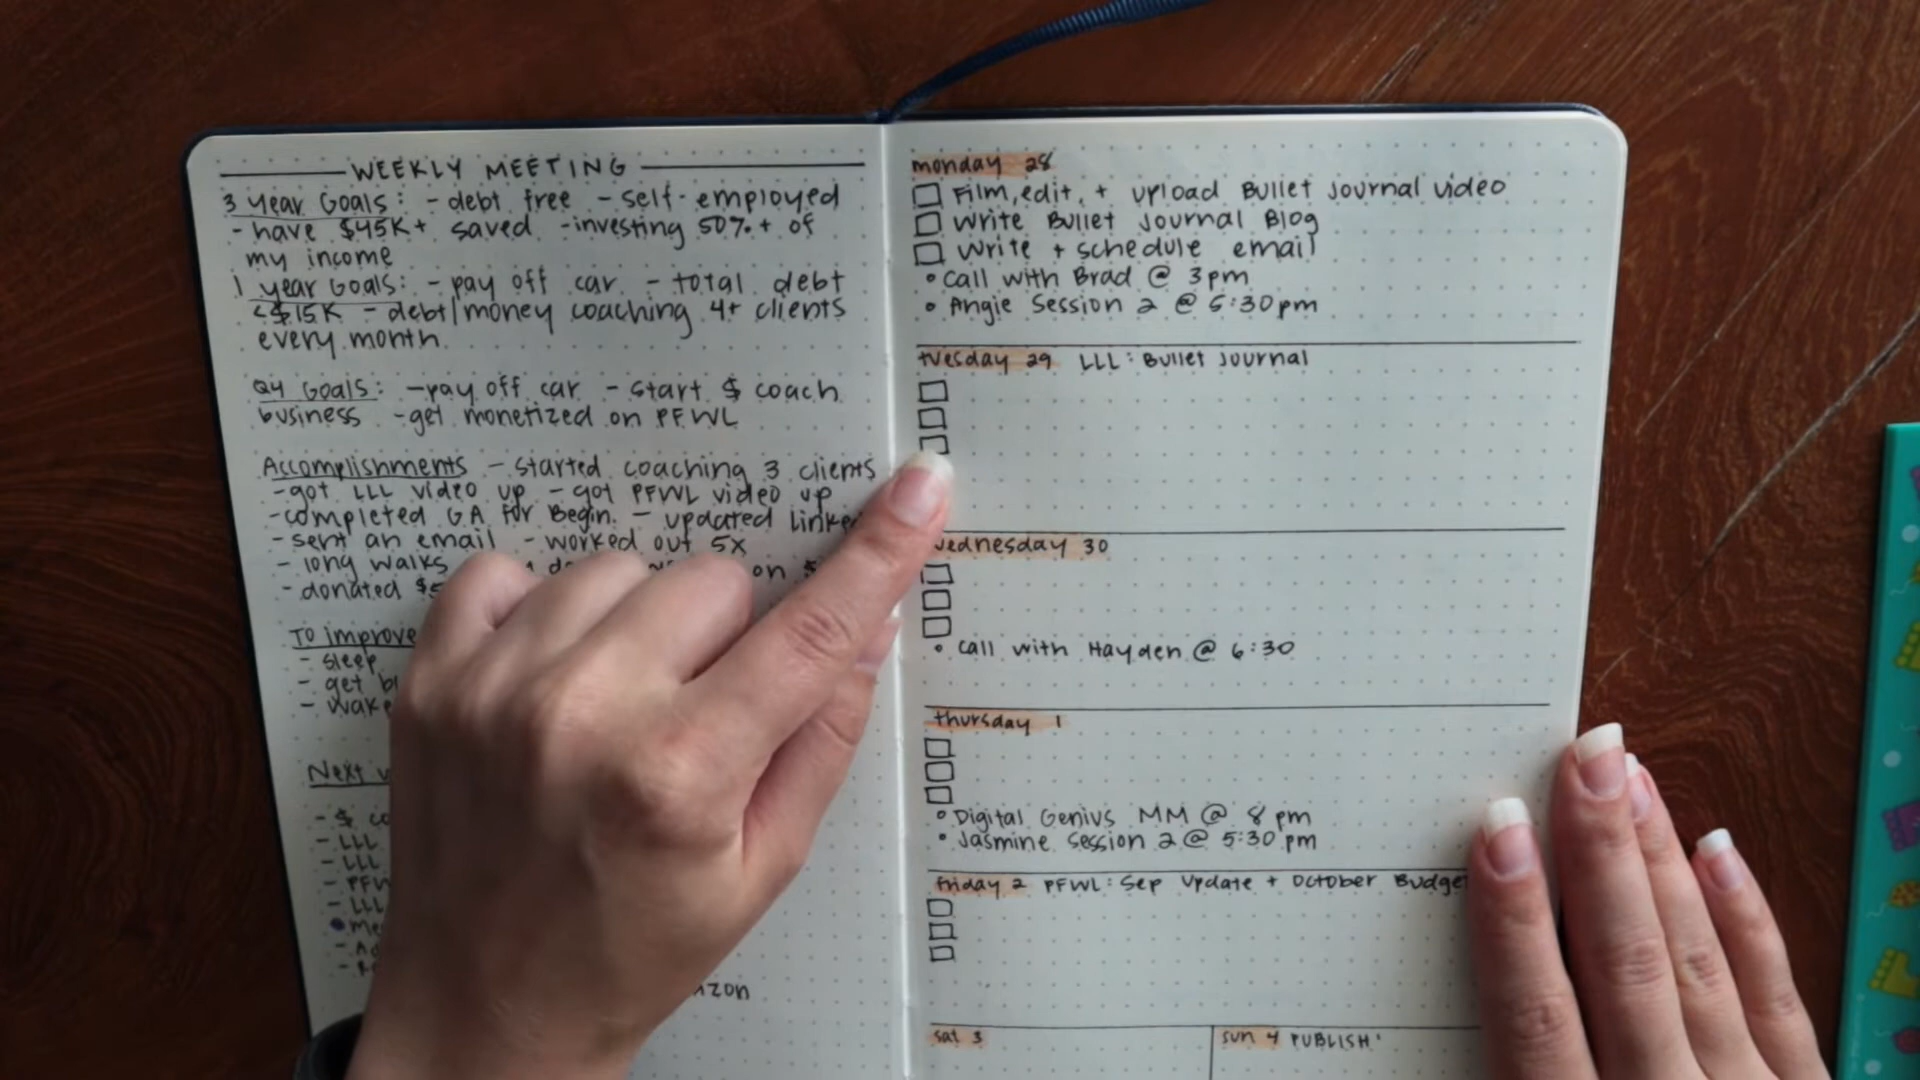 WEEKLY MEETING
3 Year Goals: - debt free - self-employed
- have $45K+ saved - investing 50%+ of
my income
1 Year Goals: - pay off car - total debt
<$15K - debt/money coaching 4+ clients
every month
Q4 Goals: - pay off car - start $ coach
business - get monetized on PFWL
Accomplishments - started coaching 3 clients
- got LLL video up - got PFWL video up
- completed GA for Begin. - updated
- sent an email - worked out 5x
- long walks on
- donated
To improve
- sleep
- get
- wake
Next
- $
- LLL
- LLL
- PFWL
- LLL
monday 28
Film, edit, + upload Bullet Journal video
Write Bullet Journal Blog
Write + schedule email
• Call with Brad @ 3pm
• Angie Session 2 @ 5:30pm
tuesday 29 LLL: Bullet Journal
wednesday 30
• Call with Hayden @ 6:30
thursday 1
• Digital Genius MM @ 8 pm
• Jasmine Session 2 @ 5:30 pm
friday 2 PFWL: Sep Update + October Budget
sat 3
sun 4 PUBLISH